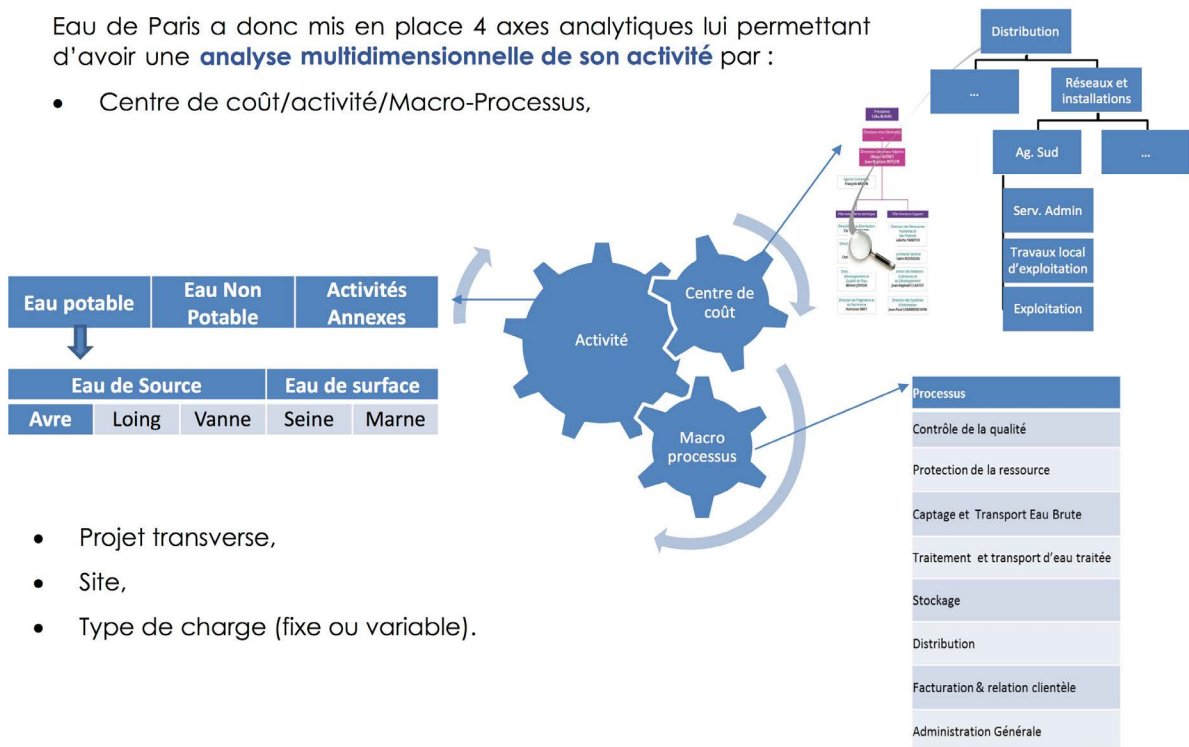 Eau de Paris a donc mis en place 4 axes analytiques lui permettant
d'avoir une analyse multidimensionnelle de son activité par :
• Centre de coût/activité/Macro-Processus,
Distribution
...
Réseaux et
installations
Ag. Sud
...
Serv. Admin
Travaux local
d'exploitation
Exploitation
Centre de
coût
Activité
Macro
processus
Eau potable
Eau Non
Potable
Activités
Annexes
Eau de Source
Eau de surface
Avre
Loing
Vanne
Seine
Marne
Processus
Contrôle de la qualité
Protection de la ressource
Captage et Transport Eau Brute
Traitement et transport d'eau traitée
Stockage
Distribution
Facturation & relation clientèle
Administration Générale
• Projet transverse,
• Site,
• Type de charge (fixe ou variable).